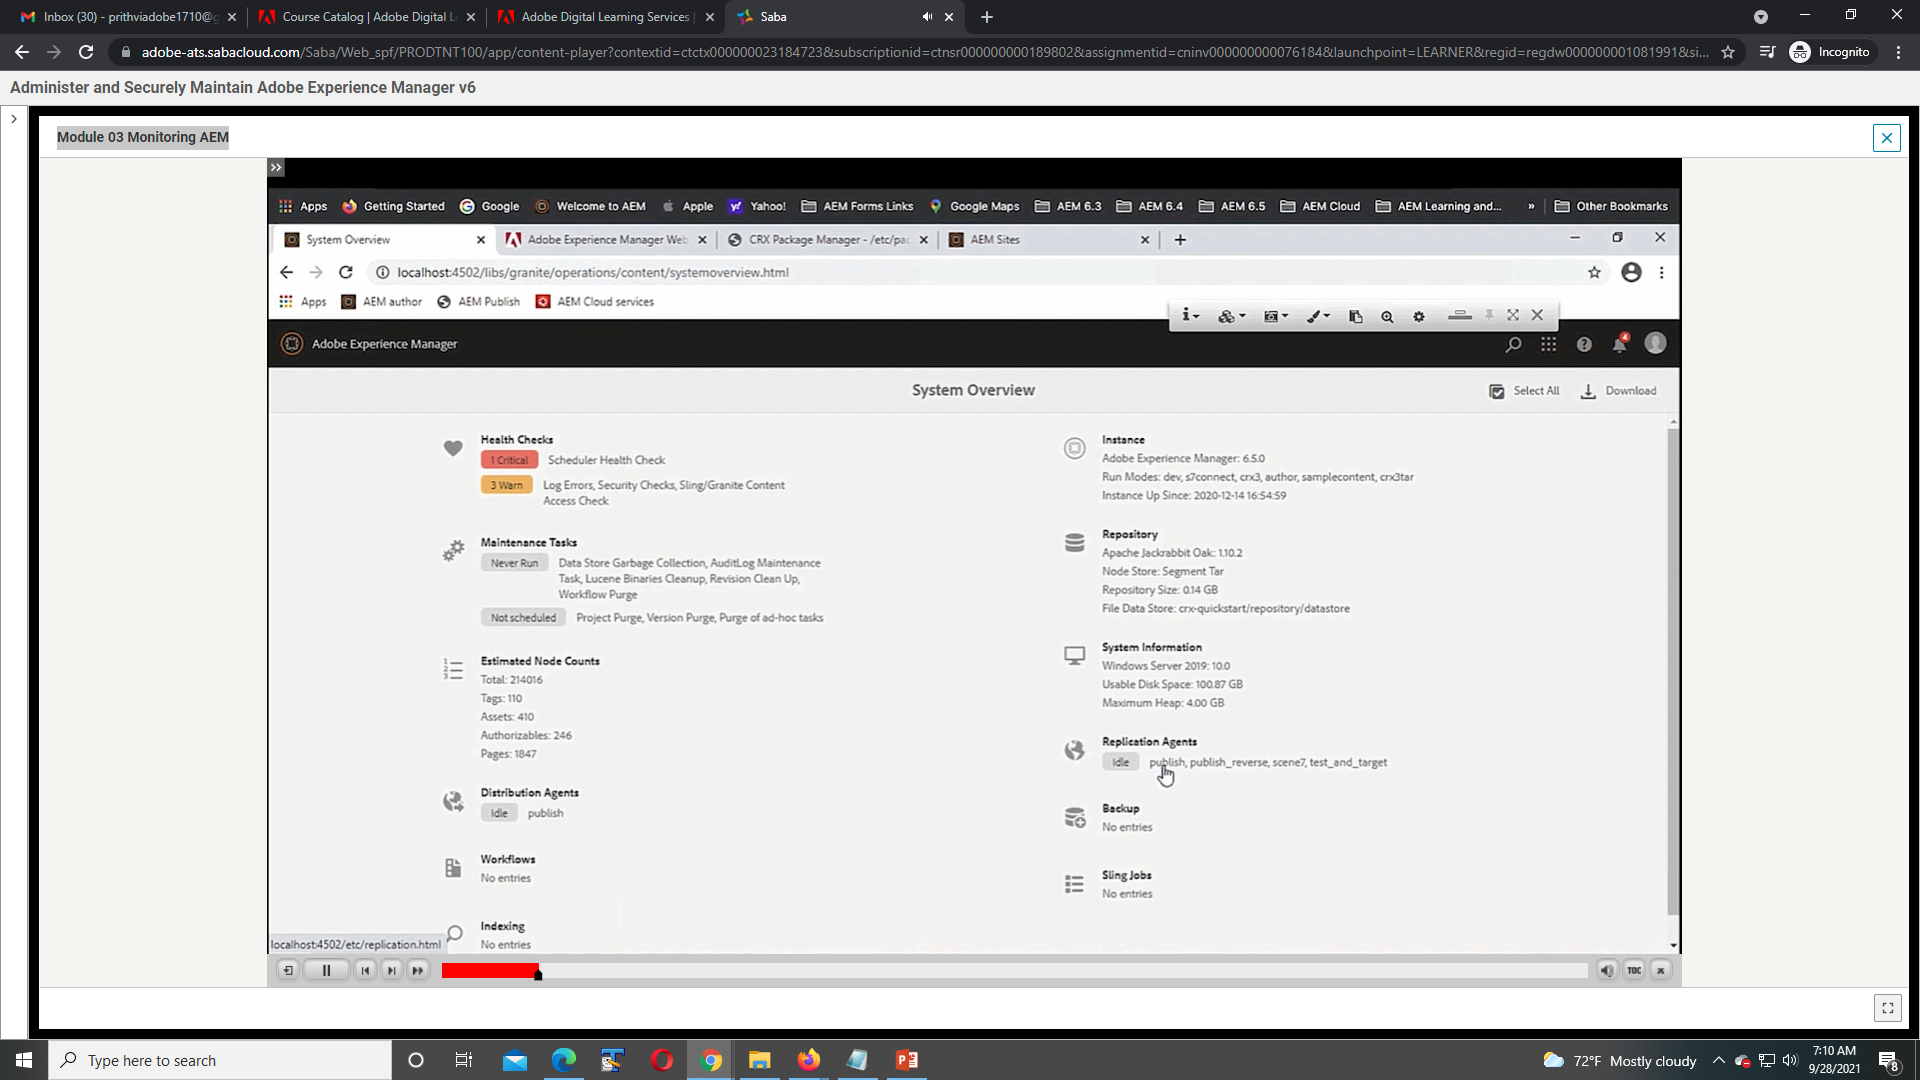 Inbox (30) - prithviadobe1710@g
Course Catalog | Adobe Digital L
Adobe Digital Learning Services |
Saba
adobe-ats.sabacloud.com/Saba/Web_spf/PRODTNT100/app/content-player?contextid=ctctx000000023184723&subscriptionid=ctnsr000000000189802&assignmentid=cninv000000000076184&launchpoint=LEARNER&regid=regdw000000001081991&si...
Incognito
Administer and Securely Maintain Adobe Experience Manager v6
Module 03 Monitoring AEM
Apps Getting Started Google Welcome to AEM Apple Yahoo! AEM Forms Links Google Maps AEM 6.3 AEM 6.4 AEM 6.5 AEM Cloud AEM Learning and... » Other Bookmarks
System Overview
Adobe Experience Manager Web
CRX Package Manager - /etc/pac
AEM Sites
localhost:4502/libs/granite/operations/content/systemoverview.html
Apps AEM author AEM Publish AEM Cloud services
Adobe Experience Manager
4
System Overview
Select All Download
Health Checks
1 Critical Scheduler Health Check
3 Warn Log Errors, Security Checks, Sling/Granite Content
Access Check
Maintenance Tasks
Never Run Data Store Garbage Collection, AuditLog Maintenance
Task, Lucene Binaries Cleanup, Revision Clean Up,
Workflow Purge
Not scheduled Project Purge, Version Purge, Purge of ad-hoc tasks
Estimated Node Counts
Total: 214016
Tags: 110
Assets: 410
Authorizables: 246
Pages: 1847
Distribution Agents
Idle publish
Workflows
No entries
Indexing
No entries
Instance
Adobe Experience Manager: 6.5.0
Run Modes: dev, s7connect, crx3, author, samplecontent, crx3tar
Instance Up Since: 2020-12-14 16:54:59
Repository
Apache Jackrabbit Oak: 1.10.2
Node Store: Segment Tar
Repository Size: 0.14 GB
File Data Store: crx-quickstart/repository/datastore
System Information
Windows Server 2019: 10.0
Usable Disk Space: 100.87 GB
Maximum Heap: 4.00 GB
Replication Agents
Idle publish, publish_reverse, scene7, test_and_target
Backup
No entries
Sling Jobs
No entries
localhost:4502/etc/replication.html
TOC
Type here to search
72°F Mostly cloudy
7:10 AM
9/28/2021
8